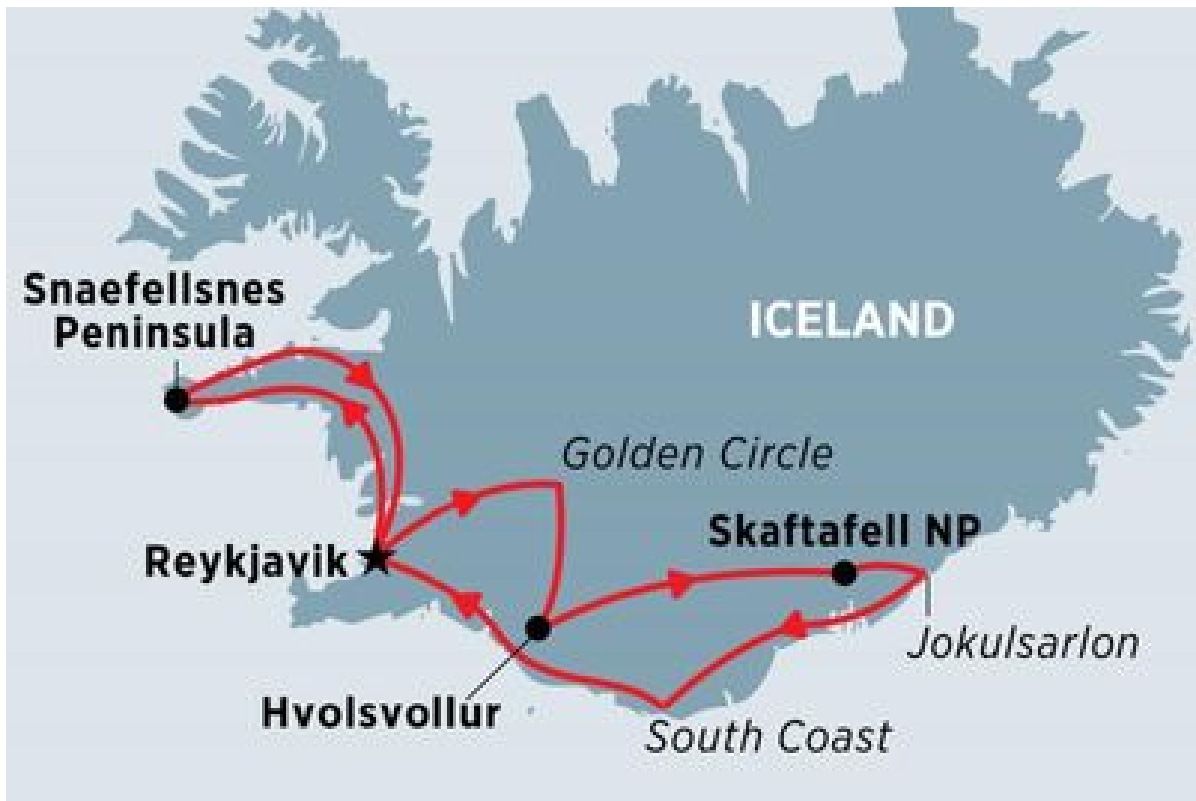 Snaefellsnes
Peninsula
ICELAND
Golden Circle
Skaftafell NP
Reykjavik
Jokulsarlon
Hvolsvollur
South Coast